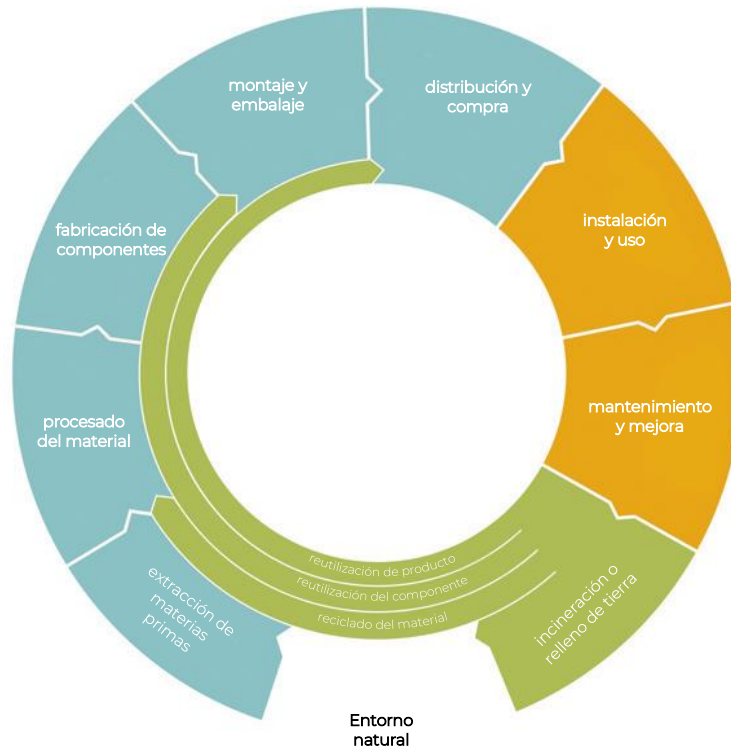 montaje y
embalaje
distribución y
compra
instalación
y uso
fabricación de
componentes
mantenimiento
y mejora
procesado
del material
reutilización de producto
reutilización del componente
reciclado del material
extracción de
materias
primas
incineración o
relleno de tierra
Entorno
natural